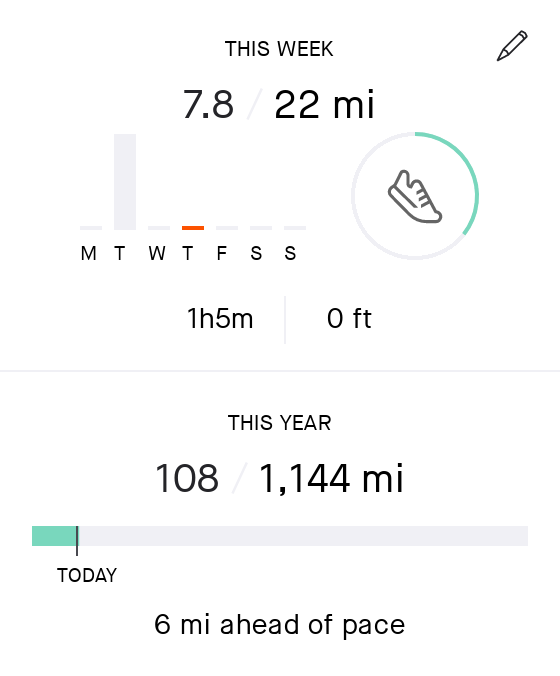 THIS WEEK
7.8 / 22 mi
M T W T F S S
1h5m 0 ft
THIS YEAR
108 / 1,144 mi
TODAY
6 mi ahead of pace